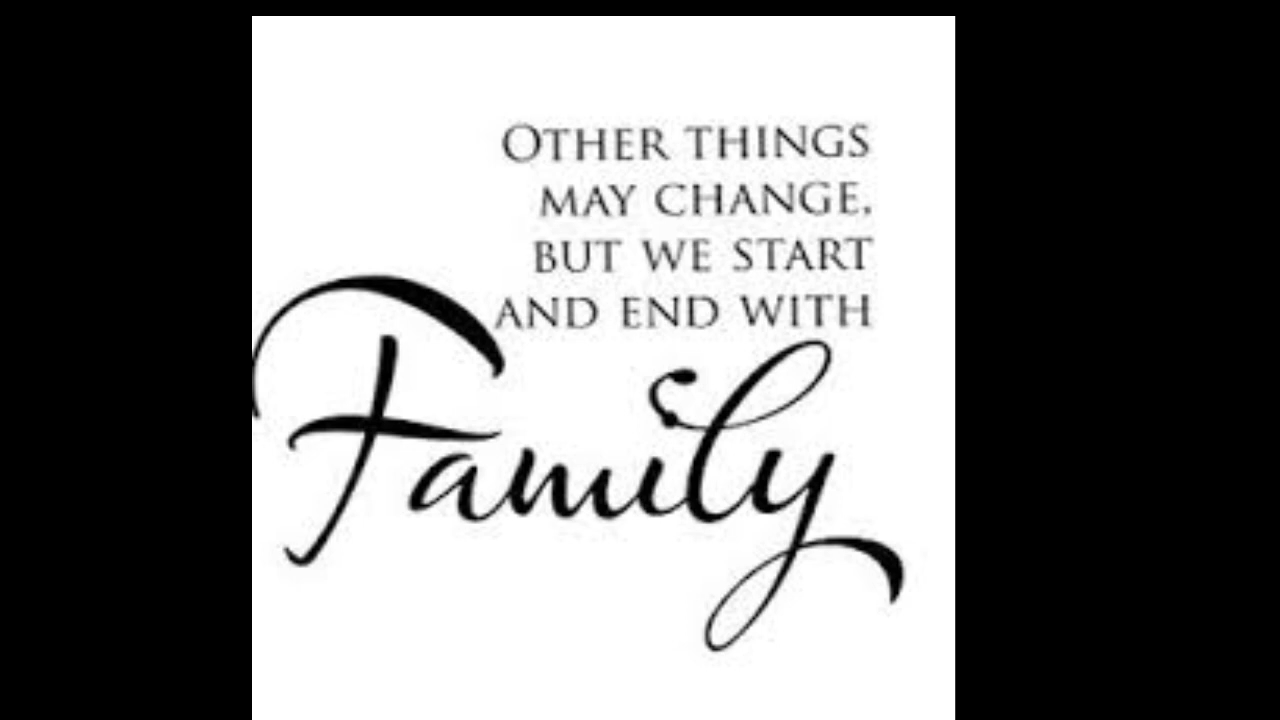 OTHER THINGS
MAY CHANGE,
BUT WE START
AND END WITH
Family